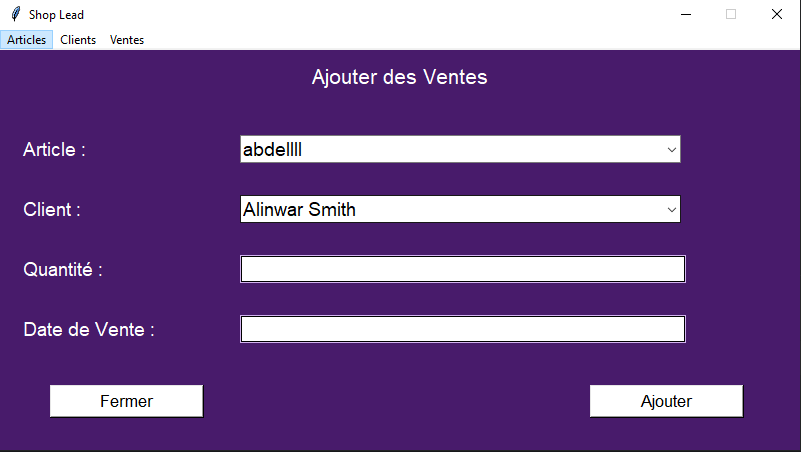 Shop Lead
Articles Clients Ventes
Ajouter des Ventes
Article : abdellll
Client : Alinwar Smith
Quantité :
Date de Vente :
Fermer Ajouter